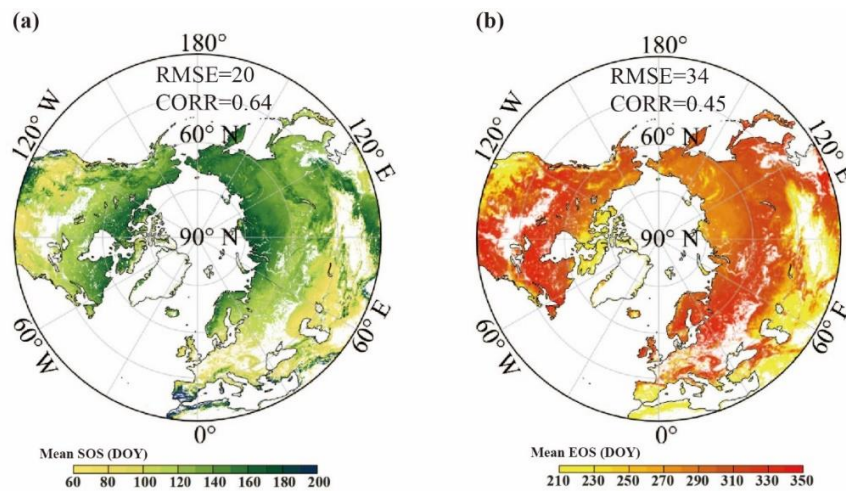 (a)
180°
RMSE=20
CORR=0.64
120° W
120° E
60° N
90° N
60° W
60° E
0°
Mean SOS (DOY)
60 80 100 120 140 160 180 200
(b)
180°
RMSE=34
CORR=0.45
120° W
120° E
60° N
90° N
60° W
60° E
0°
Mean EOS (DOY)
210 230 250 270 290 310 330 350